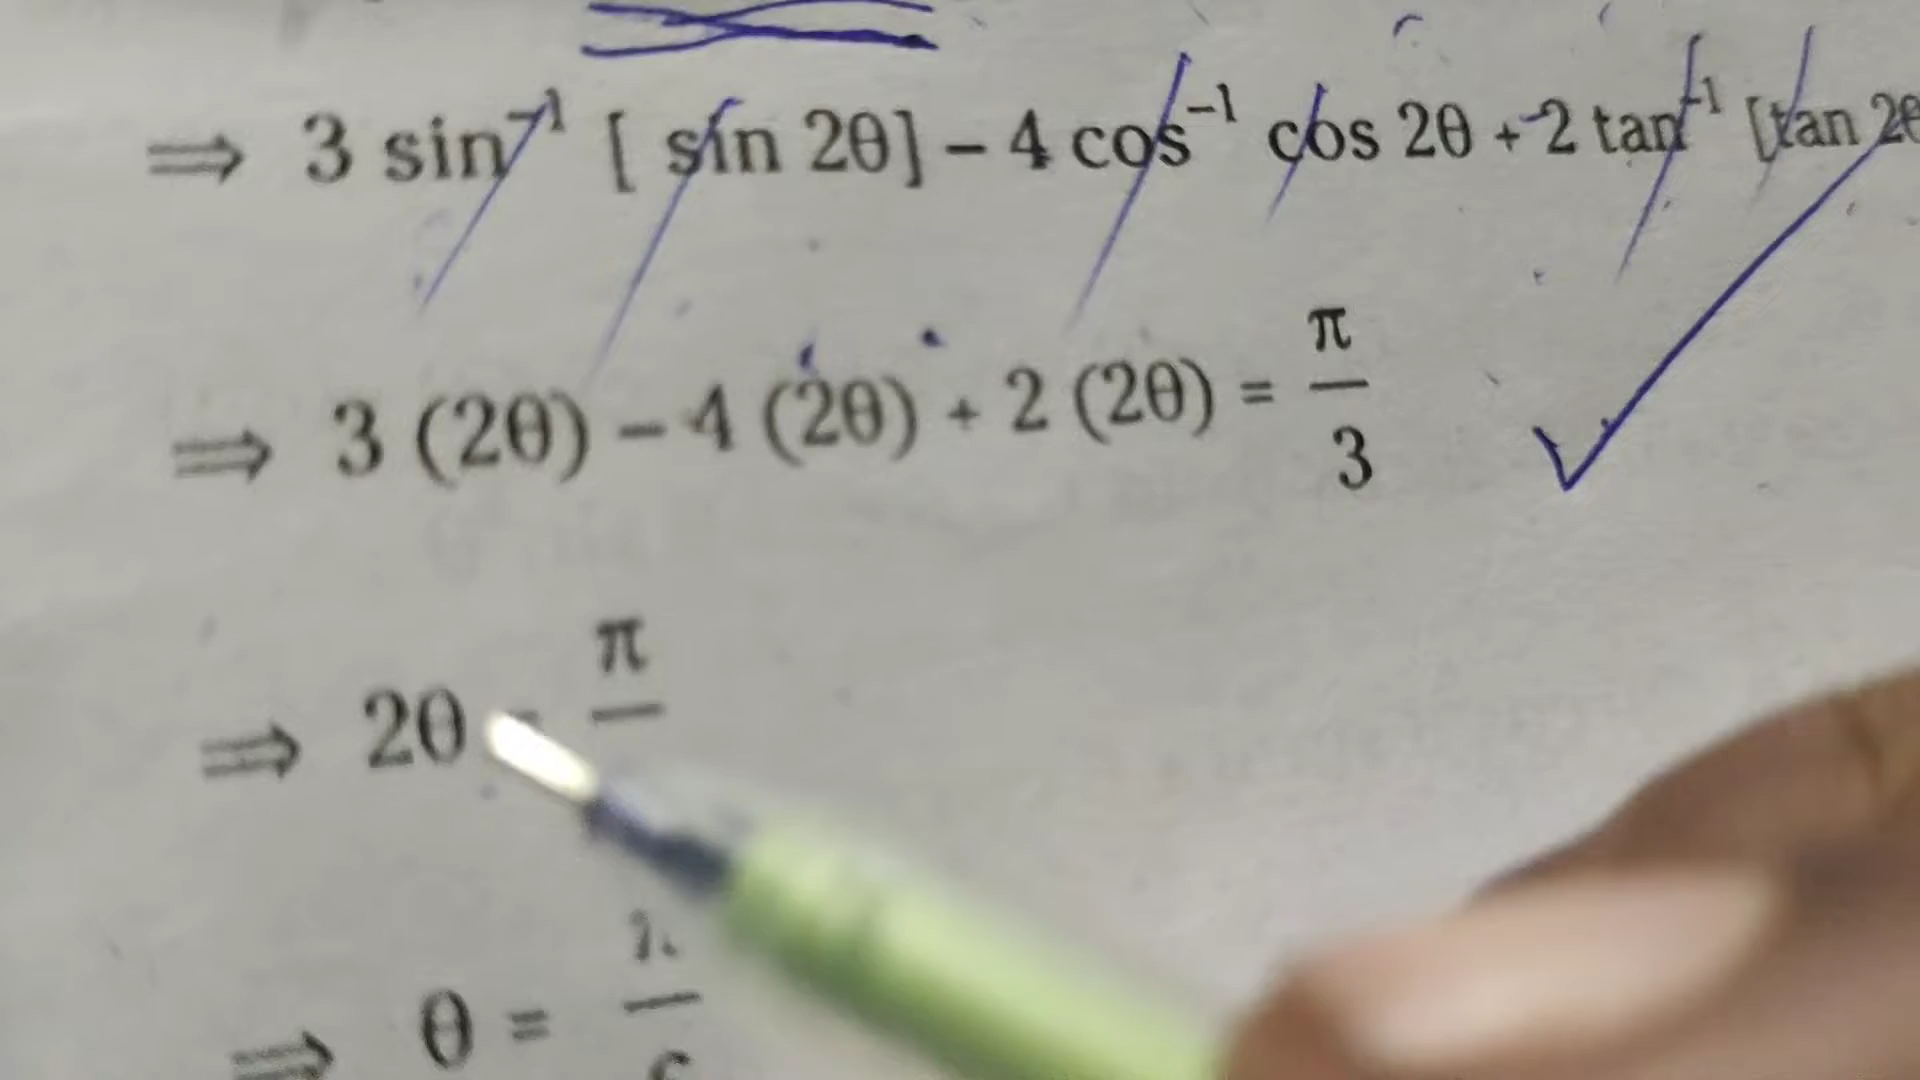 ⇒ 3 sin⁻¹ [ sin 2θ] − 4 cos⁻¹ cos 2θ + 2 tan⁻¹ [tan 2θ
⇒ 3 (2θ) − 4 (2θ) + 2 (2θ) = π/3
⇒ 2θ = π
⇒ θ =